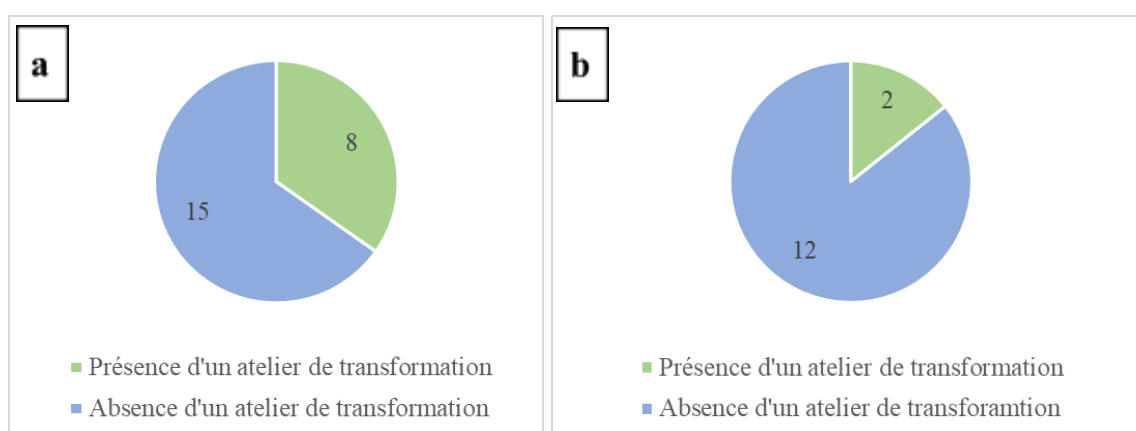 a
8
15
Présence d'un atelier de transformation
Absence d'un atelier de transformation
b
2
12
Présence d'un atelier de transformation
Absence d'un atelier de transforamtion